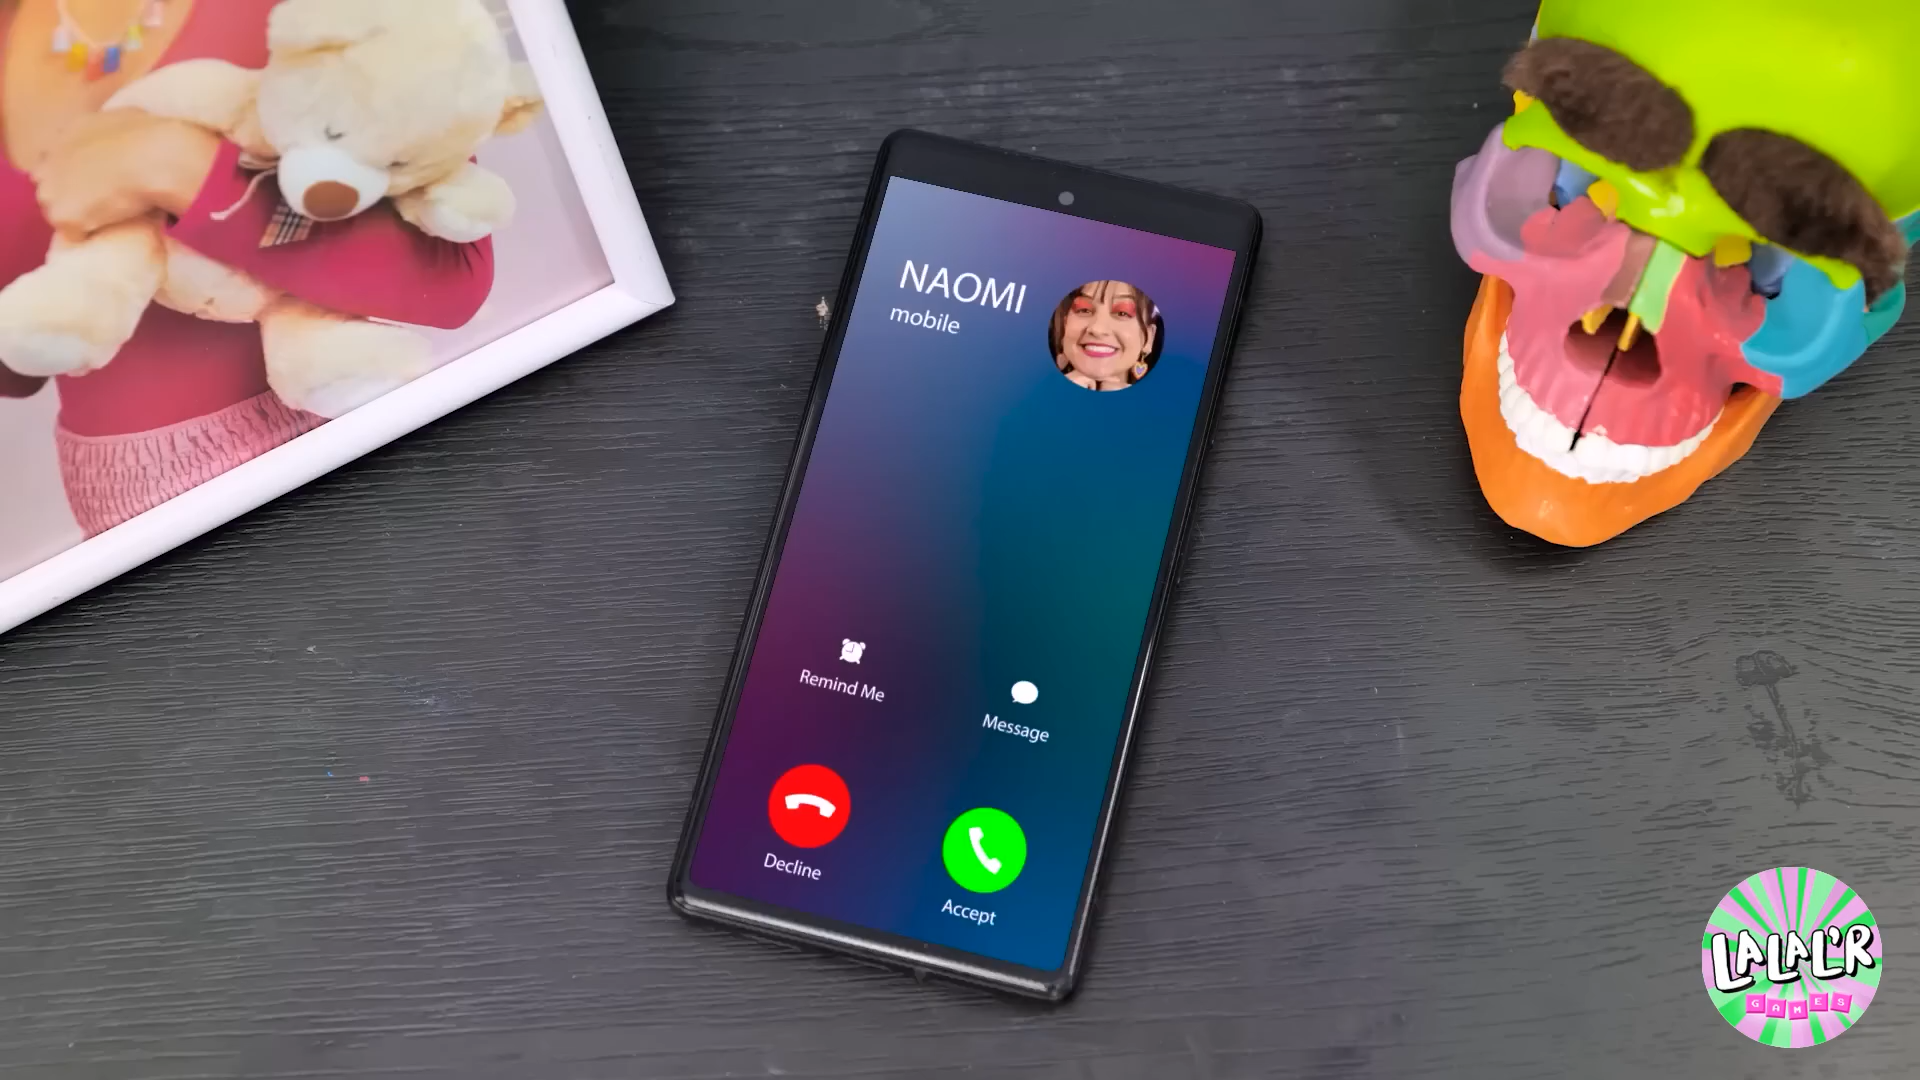 NAOMI
mobile
Remind Me
Message
Decline
Accept
LALAL'R
GAMES